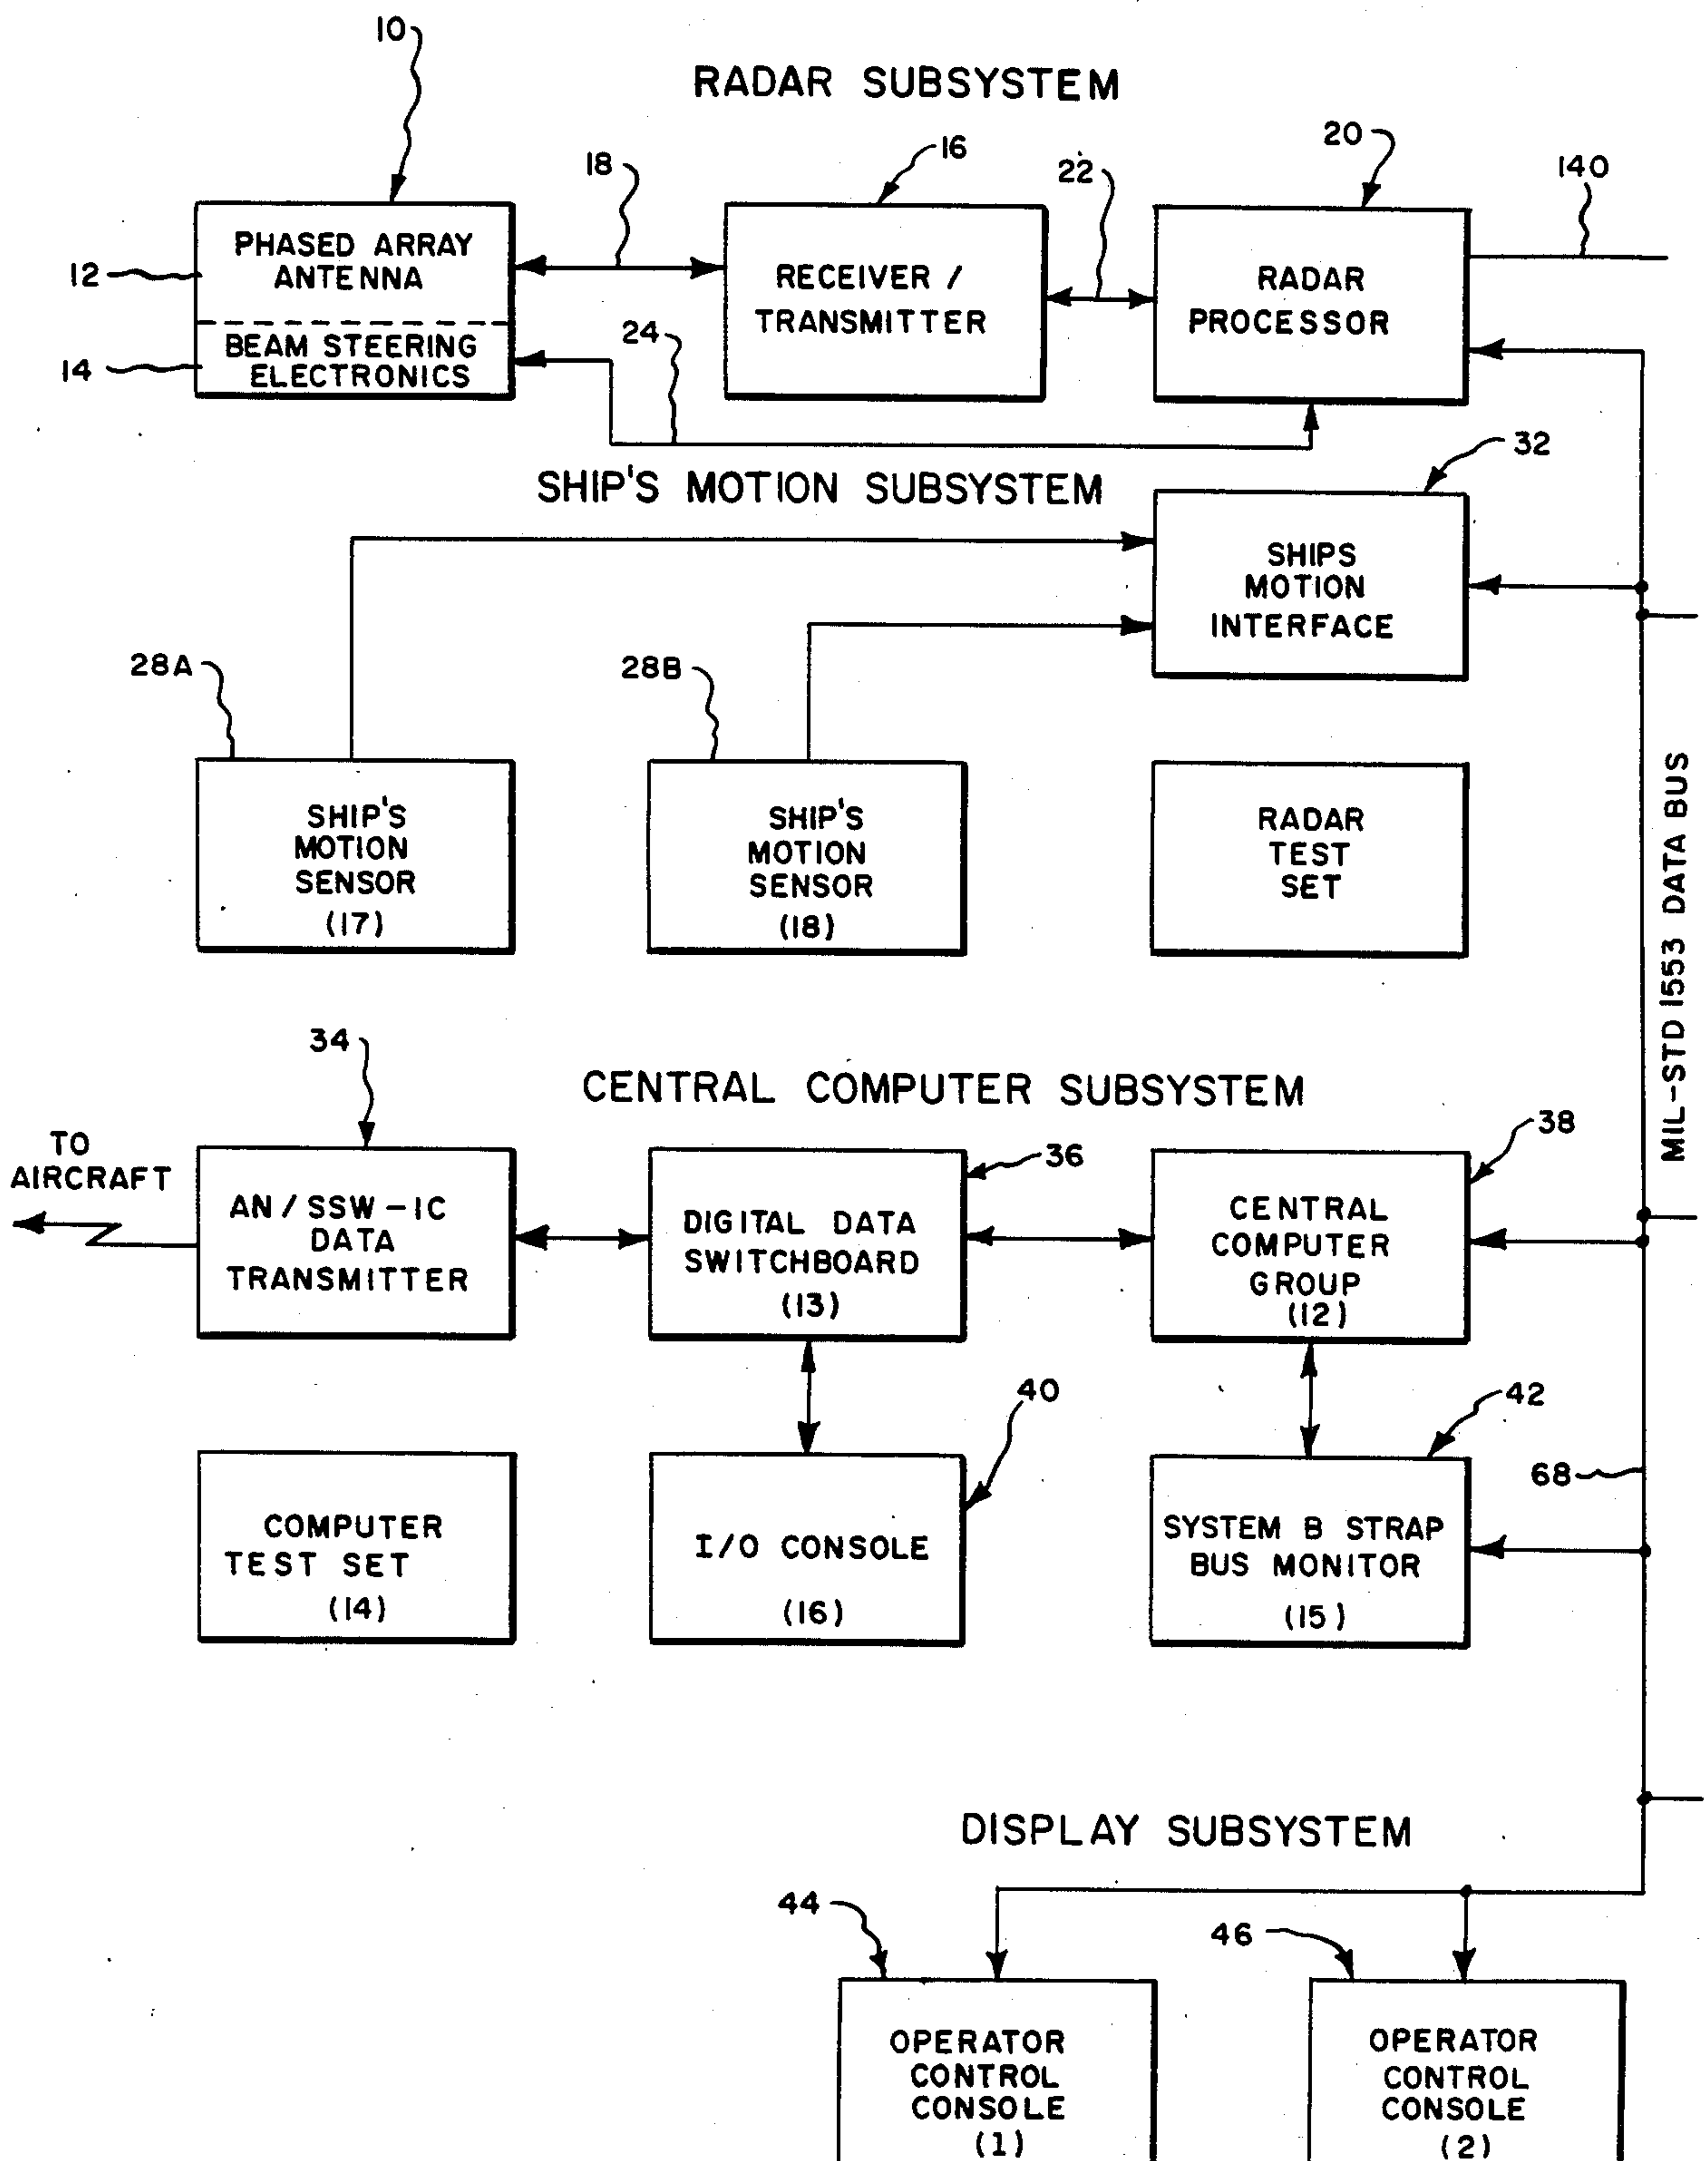 10
RADAR SUBSYSTEM
18
16
22
20
140
PHASED ARRAY
ANTENNA
12
BEAM STEERING
ELECTRONICS
14
RECEIVER /
TRANSMITTER
RADAR
PROCESSOR
24
SHIP'S MOTION SUBSYSTEM
32
SHIPS
MOTION
INTERFACE
28A
28B
SHIP'S
MOTION
SENSOR
(17)
SHIP'S
MOTION
SENSOR
(18)
RADAR
TEST
SET
MIL-STD 1553 DATA BUS
34
CENTRAL COMPUTER SUBSYSTEM
36
38
TO
AIRCRAFT
AN/SSW-1C
DATA
TRANSMITTER
DIGITAL DATA
SWITCHBOARD
(13)
CENTRAL
COMPUTER
GROUP
(12)
40
42
68
COMPUTER
TEST SET
(14)
I/O CONSOLE
(16)
SYSTEM B STRAP
BUS MONITOR
(15)
DISPLAY SUBSYSTEM
44
46
OPERATOR
CONTROL
CONSOLE
(1)
OPERATOR
CONTROL
CONSOLE
(2)